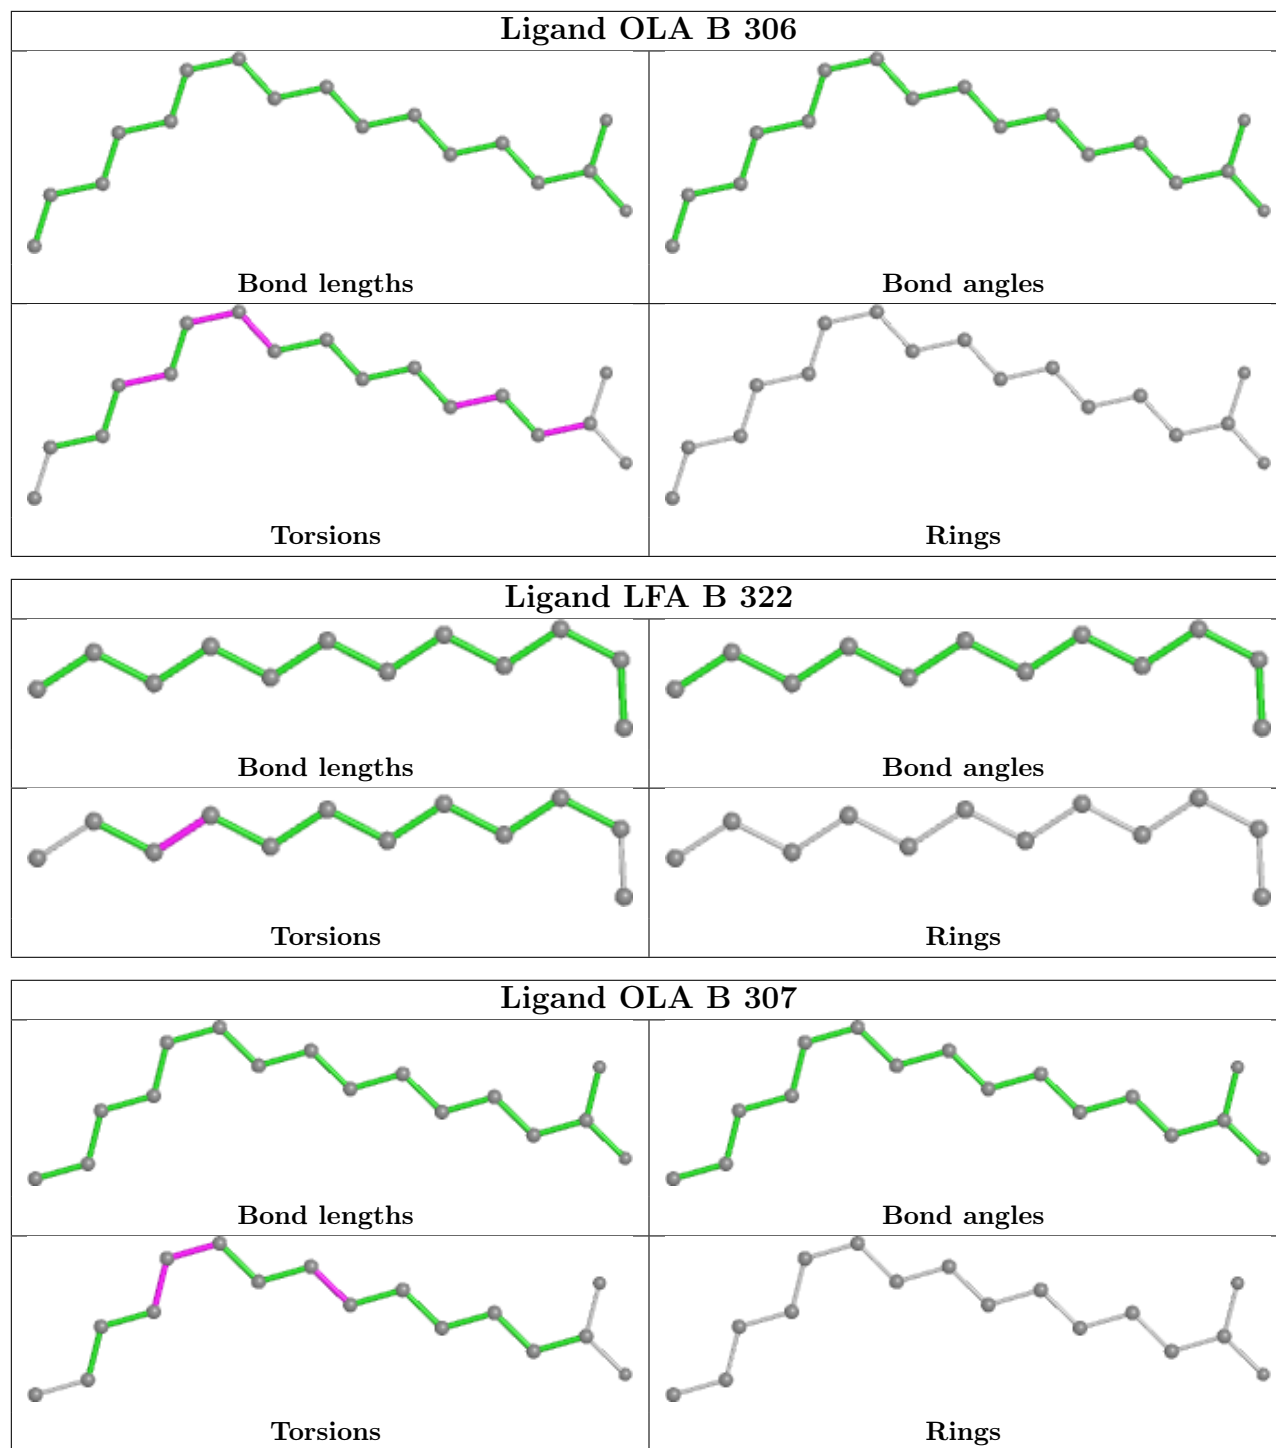 Ligand OLA B 306
Bond lengths
Bond angles
Torsions
Rings
Ligand LFA B 322
Bond lengths
Bond angles
Torsions
Rings
Ligand OLA B 307
Bond lengths
Bond angles
Torsions
Rings